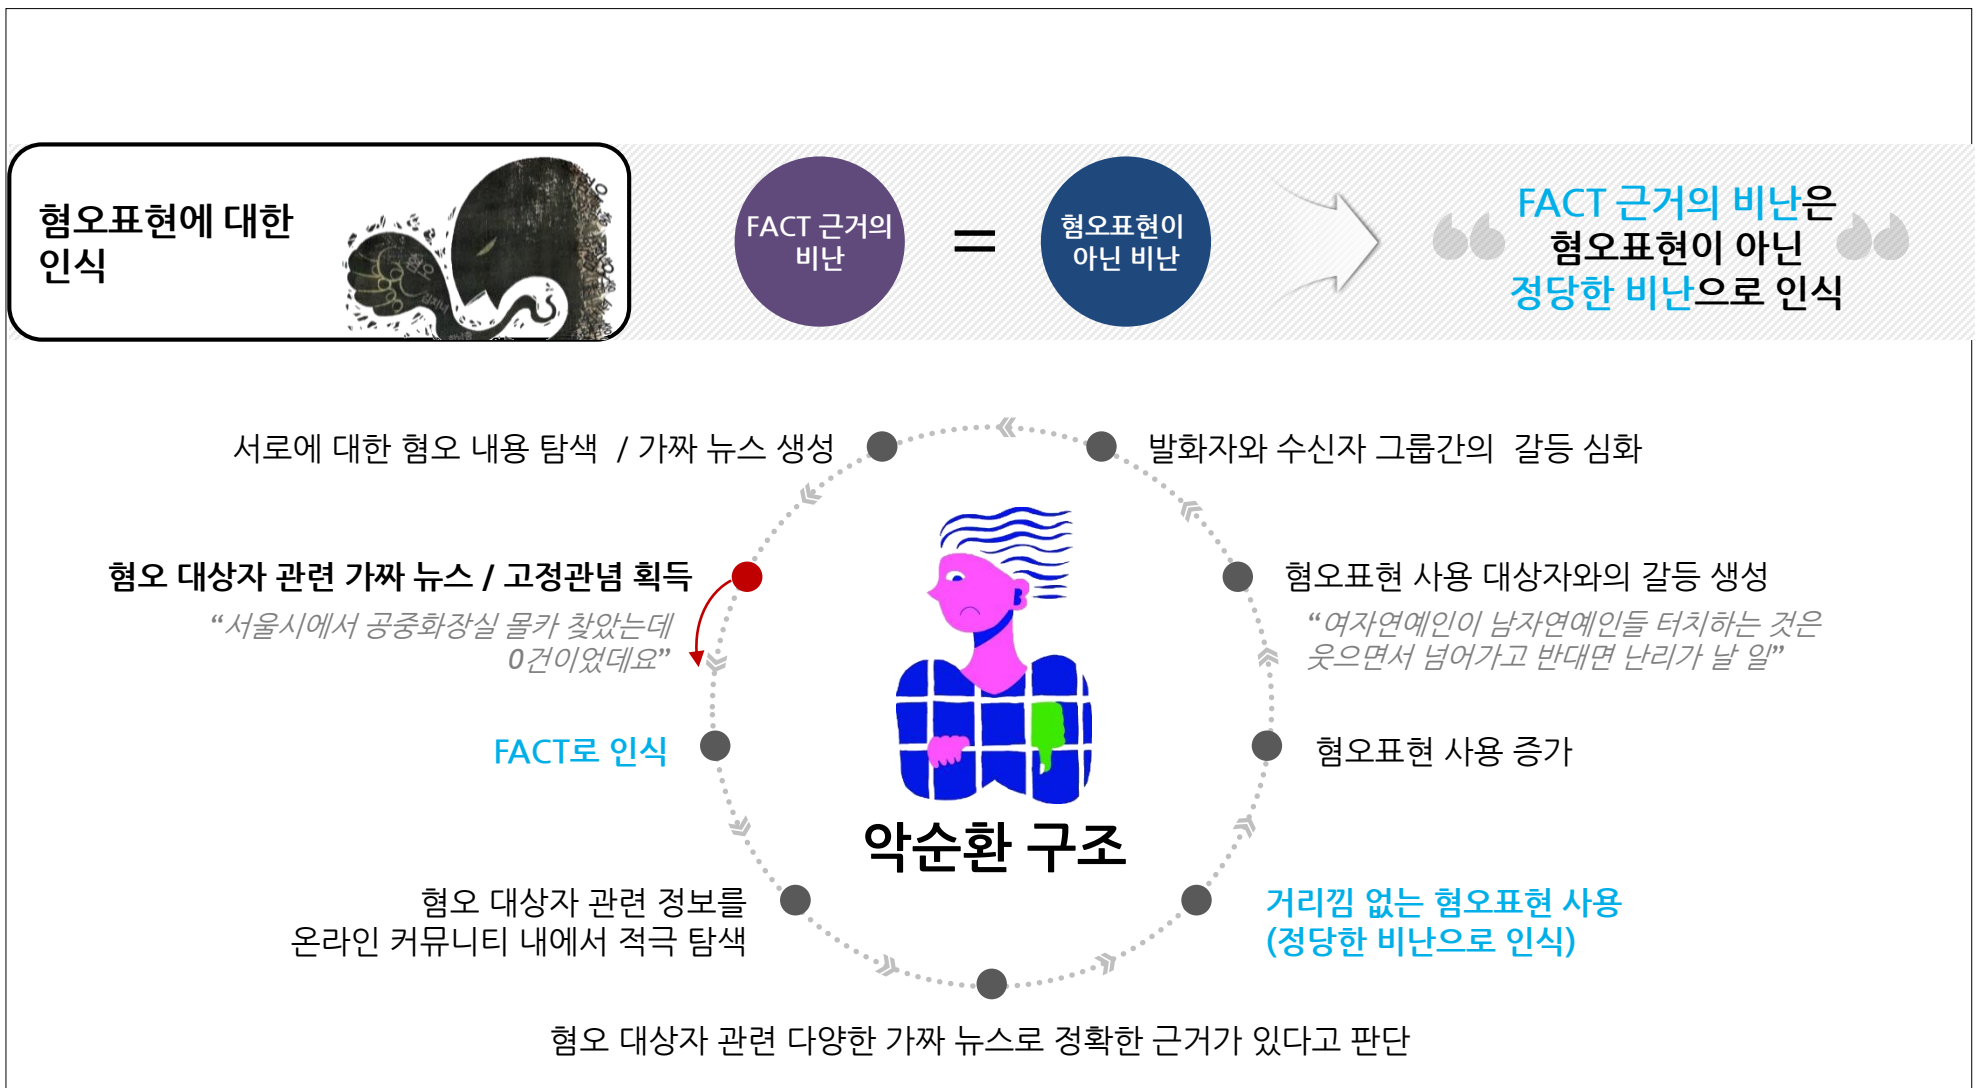 혐오표현에 대한
인식
FACT 근거의
비난
=
혐오표현이
아닌 비난
“ FACT 근거의 비난은 ”
혐오표현이 아닌
정당한 비난으로 인식
서로에 대한 혐오 내용 탐색 / 가짜 뉴스 생성
발화자와 수신자 그룹간의 갈등 심화
혐오 대상자 관련 가짜 뉴스 / 고정관념 획득
“서울시에서 공중화장실 몰카 찾았는데
0건이었데요”
혐오표현 사용 대상자와의 갈등 생성
“여자연예인이 남자연예인들 터치하는 것은
웃으면서 넘어가고 반대면 난리가 날 일”
FACT로 인식
혐오표현 사용 증가
악순환 구조
혐오 대상자 관련 정보를
온라인 커뮤니티 내에서 적극 탐색
거리낌 없는 혐오표현 사용
(정당한 비난으로 인식)
혐오 대상자 관련 다양한 가짜 뉴스로 정확한 근거가 있다고 판단